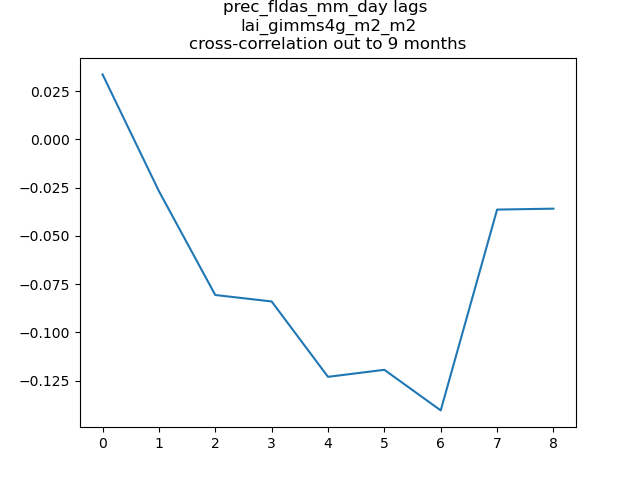 prec_fldas_mm_day lags
lai_gimms4g_m2_m2
cross-correlation out to 9 months
0.025
0.000
−0.025
−0.050
−0.075
−0.100
−0.125
0 1 2 3 4 5 6 7 8